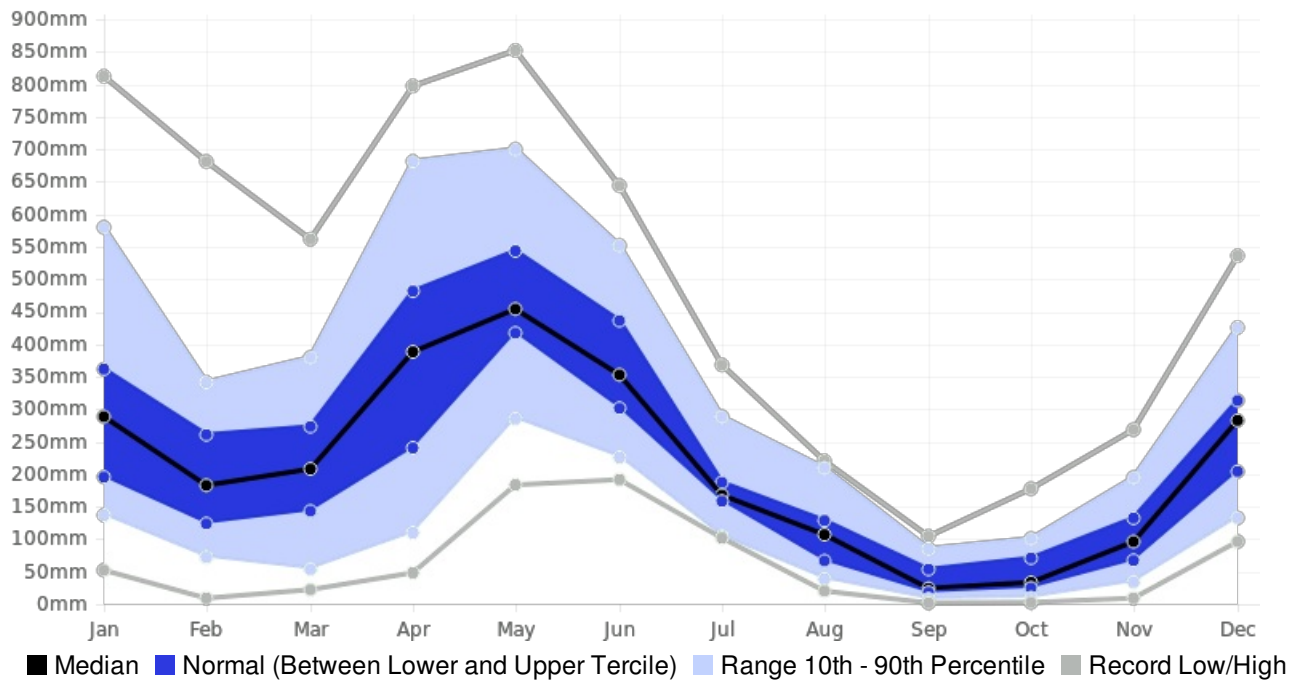 900mm
850mm
800mm
750mm
700mm
650mm
600mm
550mm
500mm
450mm
400mm
350mm
300mm
250mm
200mm
150mm
100mm
50mm
0mm
Jan Feb Mar Apr May Jun Jul Aug Sep Oct Nov Dec
Median Normal (Between Lower and Upper Tercile) Range 10th - 90th Percentile Record Low/High